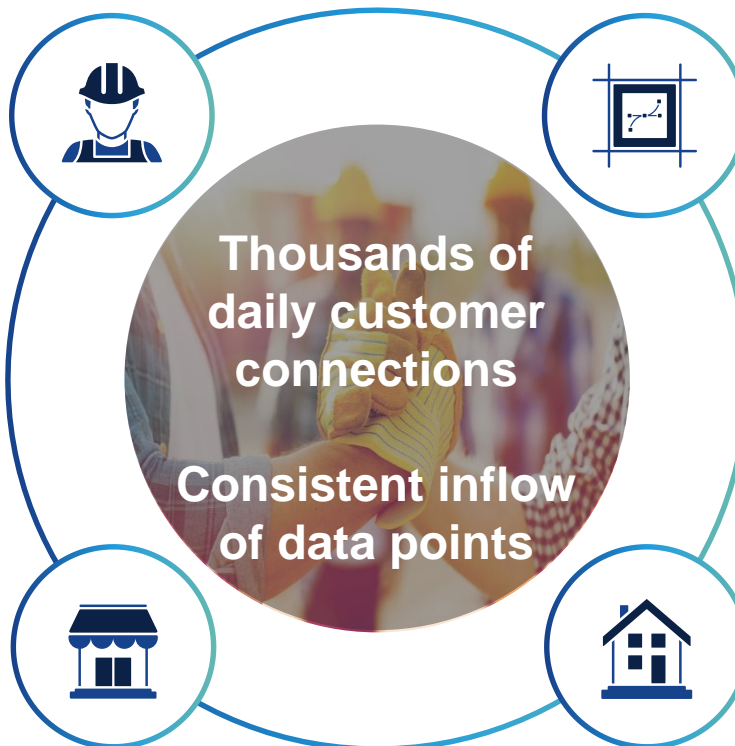 Thousands of
daily customer
connections
Consistent inflow
of data points